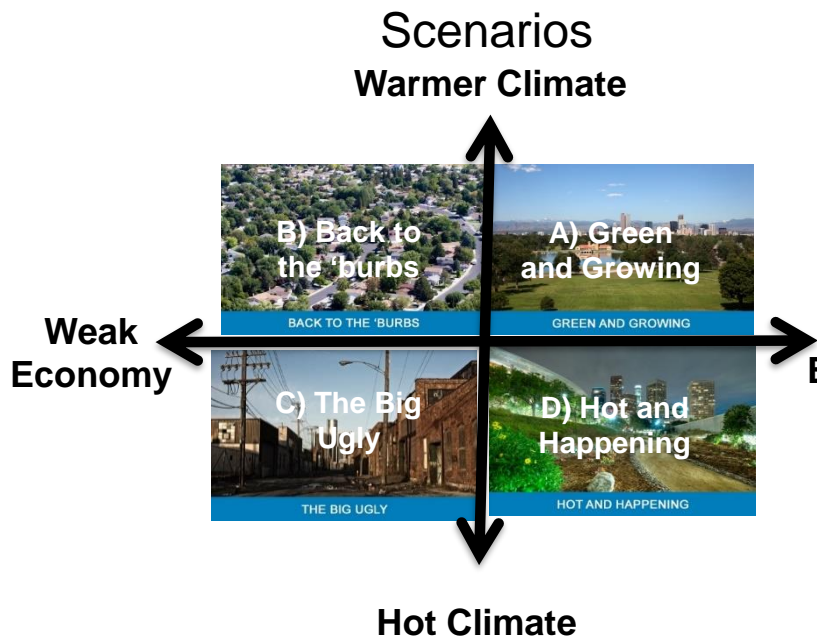 Scenarios
Warmer Climate
B) Back to
the ‘burbs
A) Green
and Growing
BACK TO THE ‘BURBS
GREEN AND GROWING
Weak
Economy
C) The Big
Ugly
D) Hot and
Happening
THE BIG UGLY
HOT AND HAPPENING
Hot Climate